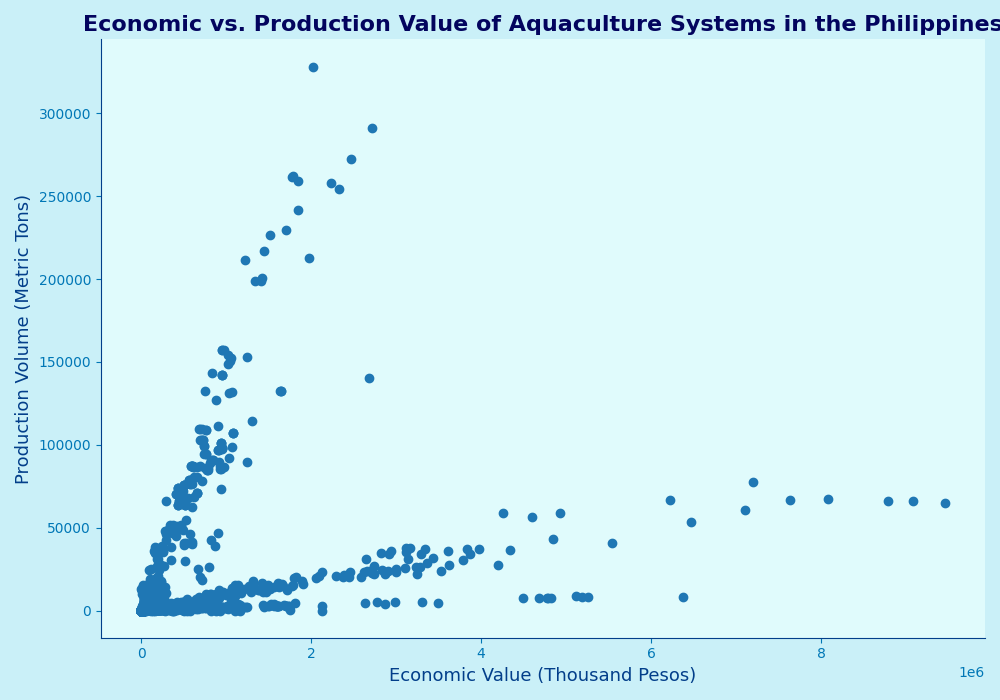 Economic vs. Production Value of Aquaculture Systems in the Philippines
Production Volume (Metric Tons)
300000
250000
200000
150000
100000
50000
0
0 2 4 6 8
1e6
Economic Value (Thousand Pesos)